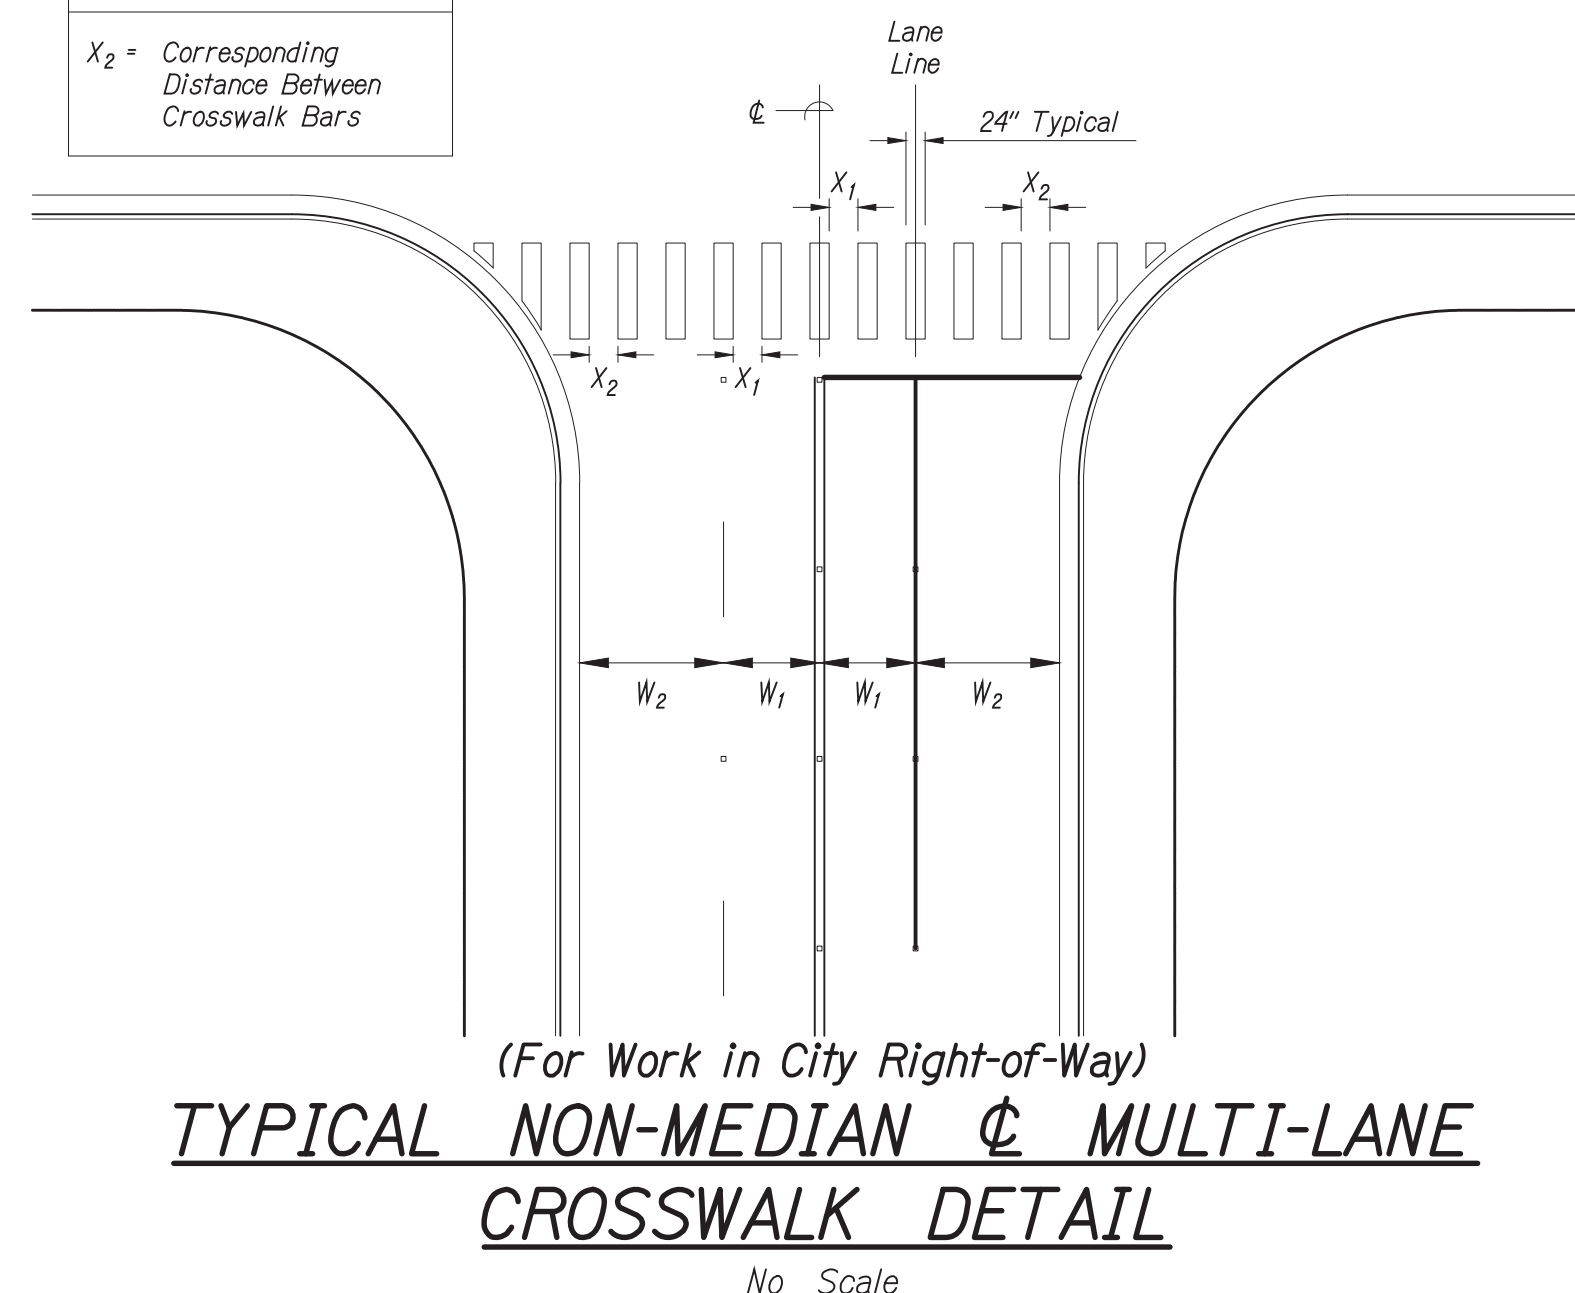 X2 = Corresponding
Distance Between
Crosswalk Bars
Lane
Line
℄
24" Typical
X1
X2
X2
X1
W2
W1
W1
W2
(For Work in City Right-of-Way)
TYPICAL NON-MEDIAN ℄ MULTI-LANE
CROSSWALK DETAIL
No Scale